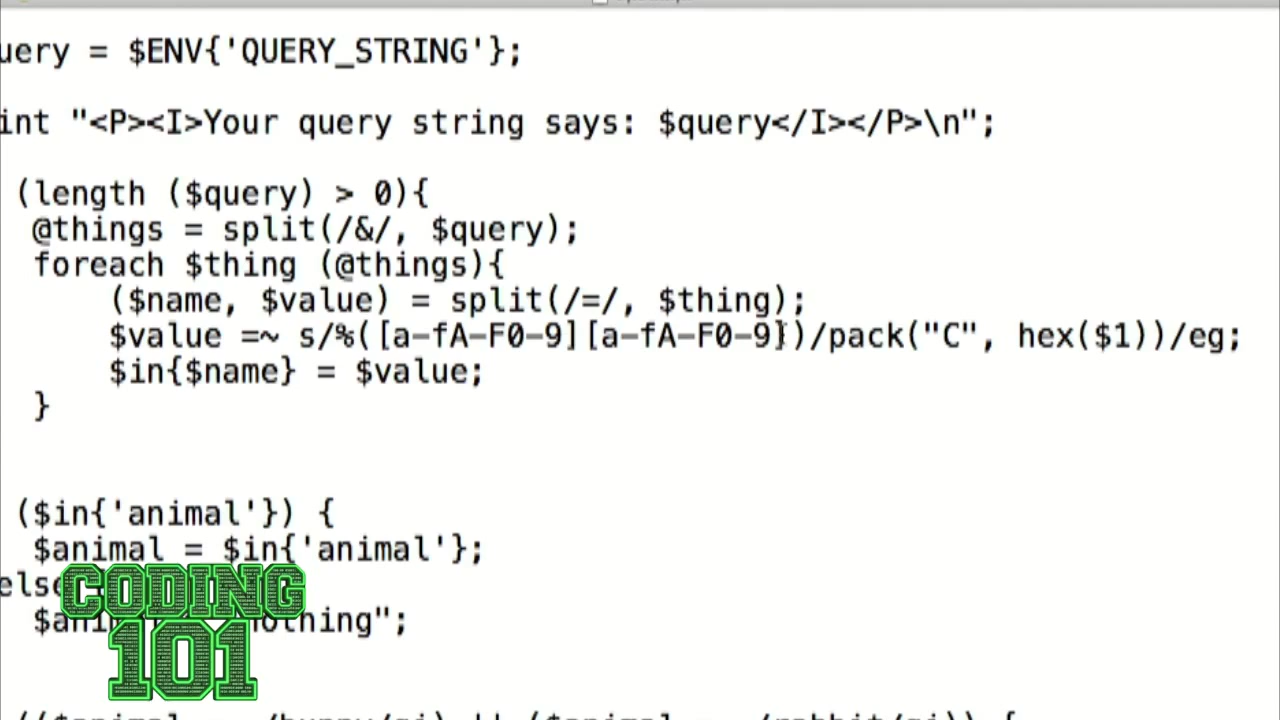 uery = $ENV{'QUERY_STRING'};
int "<P><I>Your query string says: $query</I></P>\n";
(length ($query) > 0){
@things = split(/&/, $query);
foreach $thing (@things){
($name, $value) = split(/=/, $thing);
$value =~ s/%([a-fA-F0-9][a-fA-F0-9])/pack("C", hex($1))/eg;
$in{$name} = $value;
}
($in{'animal'}) {
$animal = $in{'animal'};
else
CODING
101